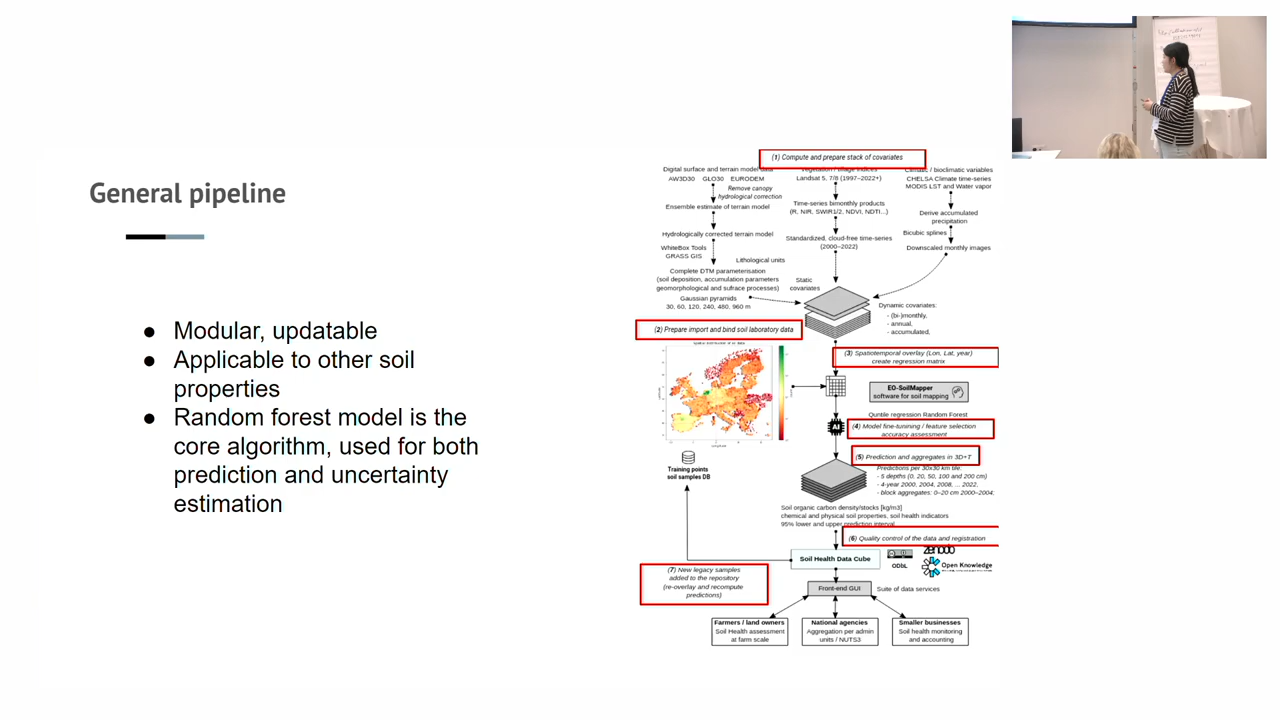 General pipeline
● Modular, updatable
● Applicable to other soil
properties
● Random forest model is the
core algorithm, used for both
prediction and uncertainty
estimation
(1) Compute and prepare stack of covariates
Digital surface and terrain model data
AW3D30 GLO30 EURODEM
Remove canopy
hydrological correction
Ensemble estimate of terrain model
Hydrologically corrected terrain model
WhiteBox Tools
GRASS GIS
Lithological units
Complete DTM parameterisation
(soil deposition, accumulation parameters
geomorphological and sufrace processes)
Gaussian pyramids
30, 60, 120, 240, 480, 960 m
Vegetation / tillage indices
Landsat 5, 7/8 (1997–2022+)
Time-series bimonthly products
(R, NIR, SWIR1/2, NDVI, NDTI...)
Standardized, cloud-free time-series
(2000–2022)
Static
covariates
Climatic / bioclimatic variables
CHELSA Climate time-series
MODIS LST and Water vapor
Derive accumulated
precipitation
Bicubic splines
Downscaled monthly images
Dynamic covariates:
- (bi-)monthly,
- annual,
- accumulated,
(2) Prepare import and bind soil laboratory data
(3) Spatiotemporal overlay (Lon, Lat, year)
create regression matrix
EO-SoilMapper
software for soil mapping
Quntile regression Random Forest
AI
(4) Model fine-tunining / feature selection
accuracy assessment
(5) Prediction and aggregates in 3D+T
Predictions per 30x30 km tile:
- 5 depths (0, 20, 50, 100 and 200 cm)
- 4-year 2000, 2004, 2008, ... 2022,
- block aggregates: 0–20 cm 2000–2004;
Training points
soil samples DB
Soil organic carbon density/stocks [kg/m3]
chemical and physical soil properties, soil health indicators
95% lower and upper prediction interval
(6) Quality control of the data and registration
Soil Health Data Cube
ODbL
zenodo
Open Knowledge
(7) New legacy samples
added to the repository
(re-overlay and recompute
predictions)
Front-end GUI
Suite of data services
Farmers / land owners
Soil Health assessment
at farm scale
National agencies
Aggregation per admin
units / NUTS3
Smaller businesses
Soil health monitoring
and accounting